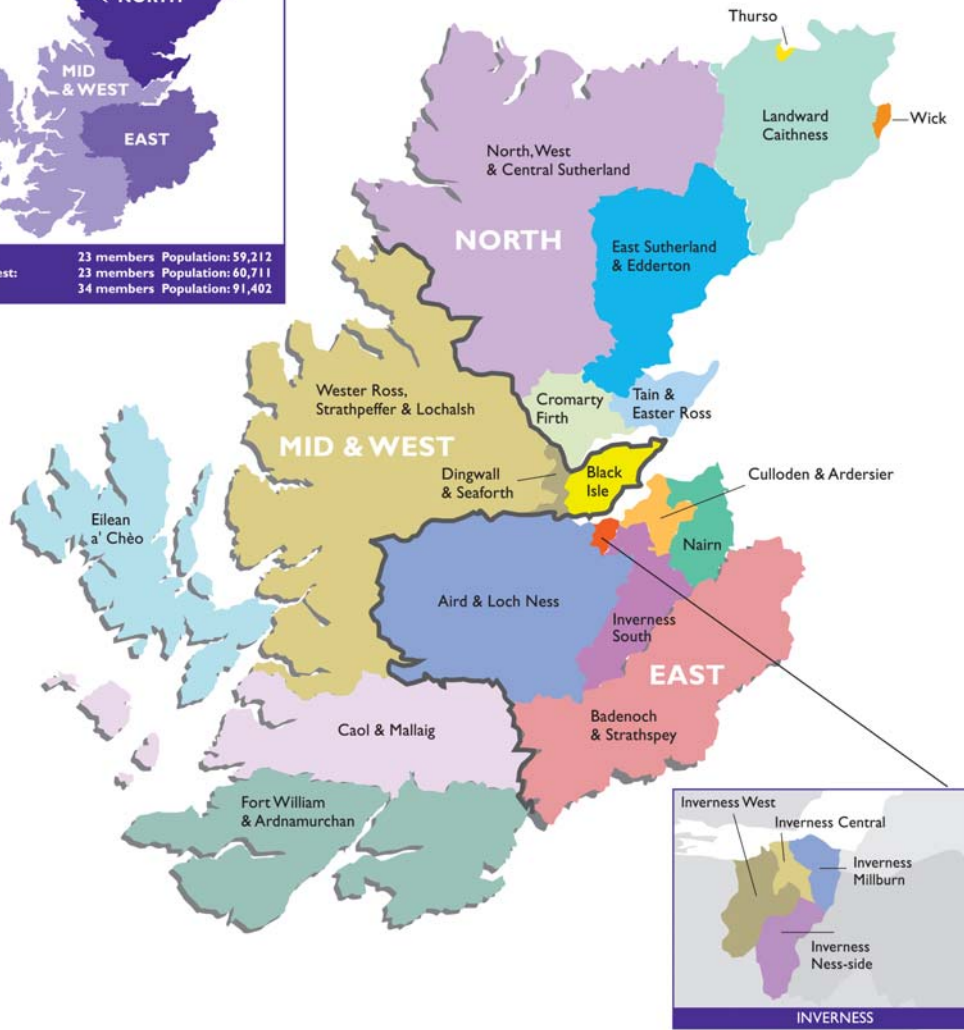 NORTH
MID
& WEST
EAST
23 members Population: 59,212
est: 23 members Population: 60,711
34 members Population: 91,402
Thurso
Landward
Caithness
Wick
North, West
& Central Sutherland
NORTH
East Sutherland
& Edderton
Wester Ross,
Strathpeffer & Lochalsh
MID & WEST
Cromarty
Firth
Tain &
Easter Ross
Dingwall
& Seaforth
Black
Isle
Culloden & Ardersier
Eilean
a' Chèo
Nairn
Aird & Loch Ness
Inverness
South
EAST
Badenoch
& Strathspey
Caol & Mallaig
Fort William
& Ardnamurchan
Inverness West
Inverness Central
Inverness
Millburn
Inverness
Ness-side
INVERNESS